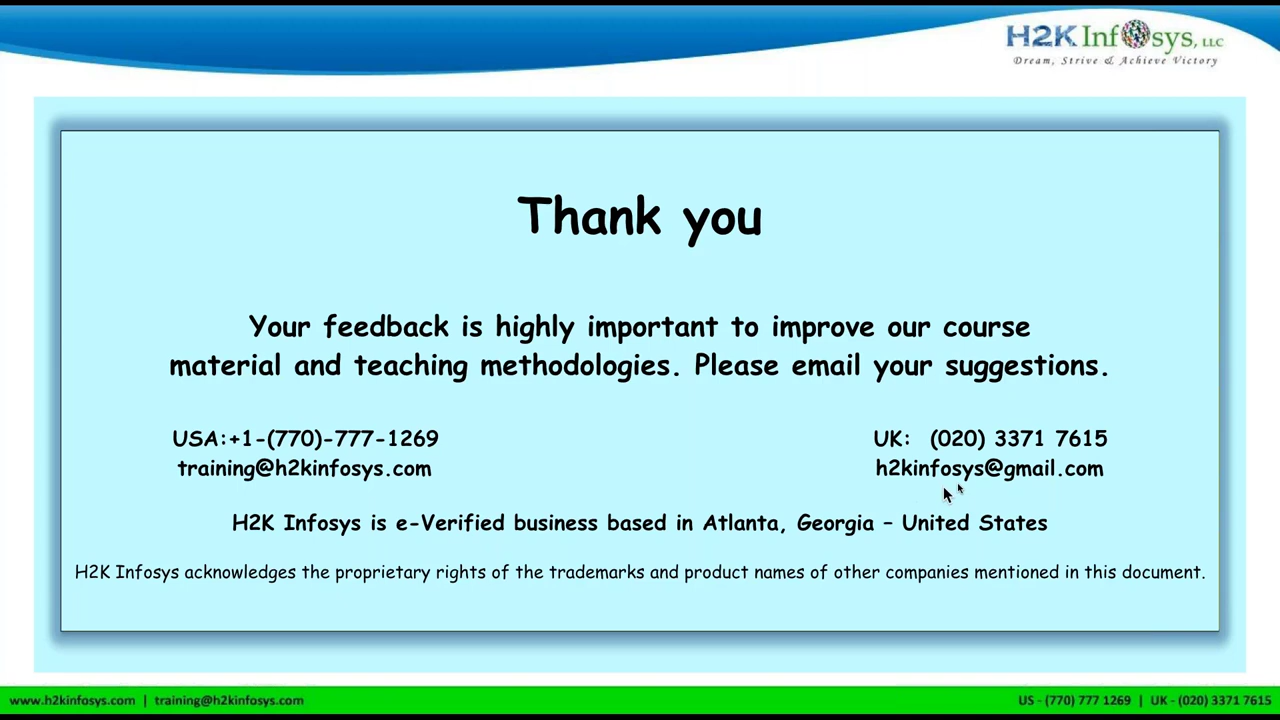 H2K Infosys, LLC
Dream, Strive & Achieve Victory
Thank you
Your feedback is highly important to improve our course
material and teaching methodologies. Please email your suggestions.
USA:+1-(770)-777-1269
training@h2kinfosys.com
UK: (020) 3371 7615
h2kinfosys@gmail.com
H2K Infosys is e-Verified business based in Atlanta, Georgia – United States
H2K Infosys acknowledges the proprietary rights of the trademarks and product names of other companies mentioned in this document.
www.h2kinfosys.com | training@h2kinfosys.com
US - (770) 777 1269 | UK - (020) 3371 7615